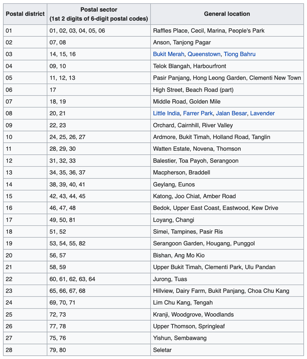 Postal district
Postal sector
(1st 2 digits of 6-digit postal codes)
General location
01 01, 02, 03, 04, 05, 06 Raffles Place, Cecil, Marina, People's Park
02 07, 08 Anson, Tanjong Pagar
03 14, 15, 16 Bukit Merah, Queenstown, Tiong Bahru
04 09, 10 Telok Blangah, Harbourfront
05 11, 12, 13 Pasir Panjang, Hong Leong Garden, Clementi New Town
06 17 High Street, Beach Road (part)
07 18, 19 Middle Road, Golden Mile
08 20, 21 Little India, Farrer Park, Jalan Besar, Lavender
09 22, 23 Orchard, Cairnhill, River Valley
10 24, 25, 26, 27 Ardmore, Bukit Timah, Holland Road, Tanglin
11 28, 29, 30 Watten Estate, Novena, Thomson
12 31, 32, 33 Balestier, Toa Payoh, Serangoon
13 34, 35, 36, 37 Macpherson, Braddell
14 38, 39, 40, 41 Geylang, Eunos
15 42, 43, 44, 45 Katong, Joo Chiat, Amber Road
16 46, 47, 48 Bedok, Upper East Coast, Eastwood, Kew Drive
17 49, 50, 81 Loyang, Changi
18 51, 52 Simei, Tampines, Pasir Ris
19 53, 54, 55, 82 Serangoon Garden, Hougang, Punggol
20 56, 57 Bishan, Ang Mo Kio
21 58, 59 Upper Bukit Timah, Clementi Park, Ulu Pandan
22 60, 61, 62, 63, 64 Jurong, Tuas
23 65, 66, 67, 68 Hillview, Dairy Farm, Bukit Panjang, Choa Chu Kang
24 69, 70, 71 Lim Chu Kang, Tengah
25 72, 73 Kranji, Woodgrove, Woodlands
26 77, 78 Upper Thomson, Springleaf
27 75, 76 Yishun, Sembawang
28 79, 80 Seletar